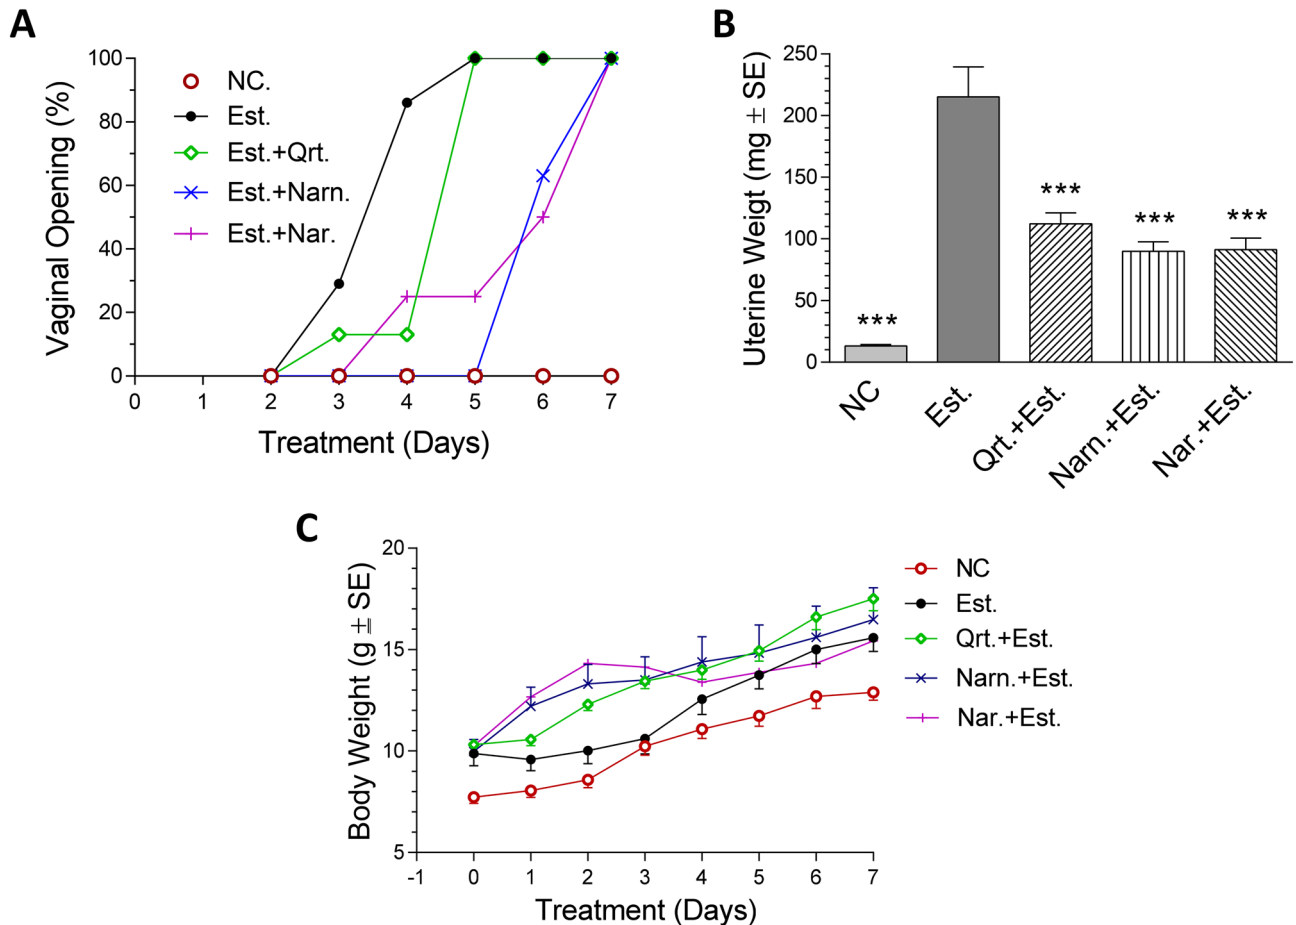 A
Vaginal Opening (%)
100
80
60
40
20
0
NC.
Est.
Est.+Qrt.
Est.+Narn.
Est.+Nar.
0 1 2 3 4 5 6 7
Treatment (Days)
B
Uterine Weigt (mg ± SE)
250
200
150
100
50
0
***
***
***
***
NC
Est.
Qrt.+Est.
Narn.+Est.
Nar.+Est.
C
Body Weight (g ± SE)
20
15
10
5
-1 0 1 2 3 4 5 6 7
Treatment (Days)
NC
Est.
Qrt.+Est.
Narn.+Est.
Nar.+Est.